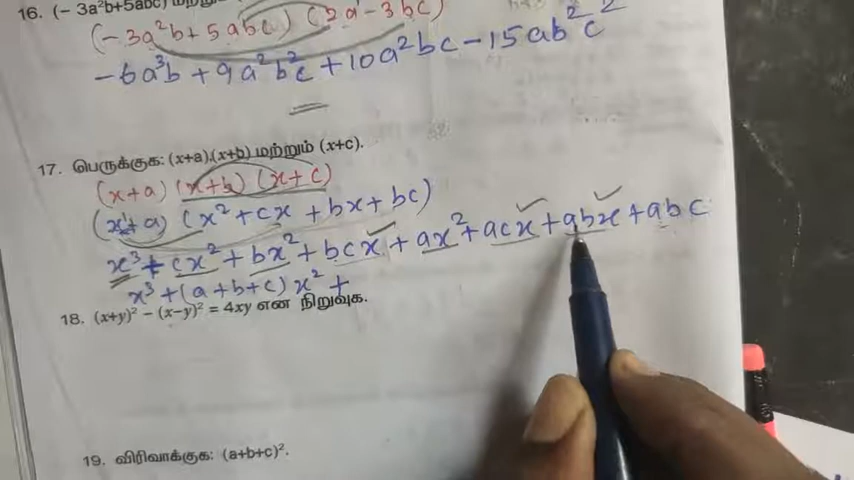 16. (– 3a²b+5abc)
(-3a²b + 5abc) (2a - 3bc)
-6a³b + 9a²b²c + 10a²bc - 15ab²c²
17. பெருக்குக: (x+a),(x+b) மற்றும் (x+c).
(x+a) (x+b) (x+c)
(x+a) (x² + cx + bx + bc)
x³ + cx² + bx² + bcx + ax² + acx + abx + abc
x³ + (a+b+c) x² +
18. (x+y)² – (x–y)² = 4xy என நிறுவுக.
19. விரிவாக்குக: (a+b+c)².